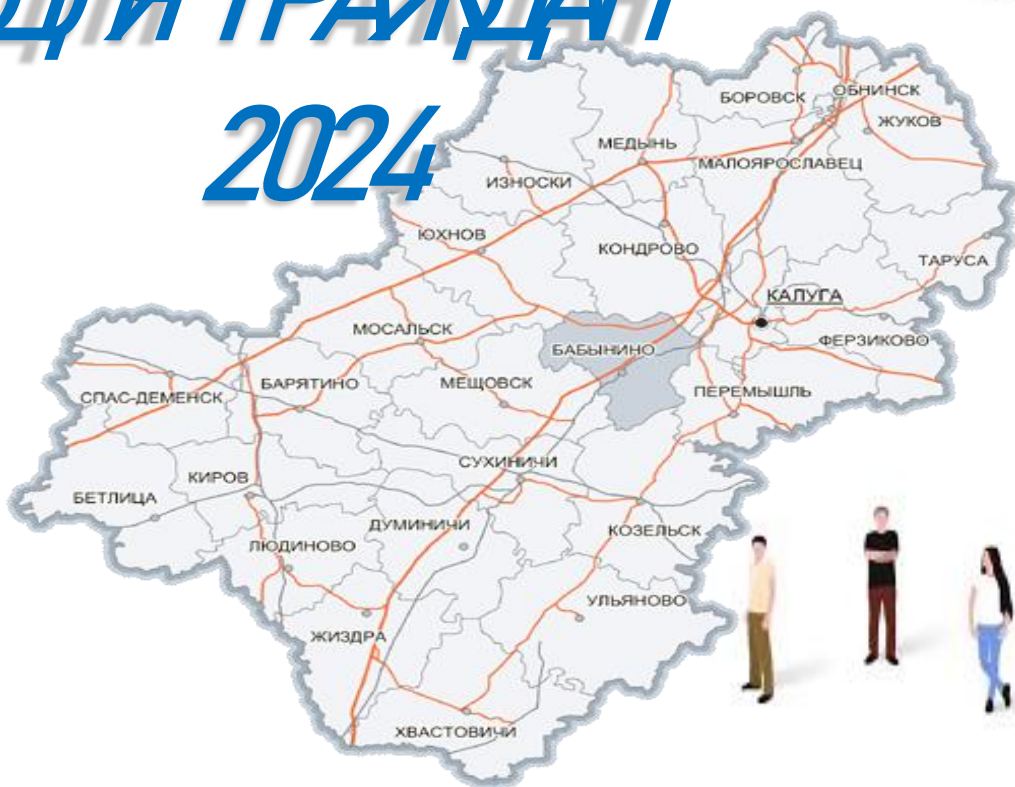 ГРАЖДАН
2024
БОРОВСК
ОБНИНСК
ЖУКОВ
МЕДЫНЬ
МАЛОЯРОСЛАВЕЦ
ИЗНОСКИ
ЮХНОВ
КОНДРОВО
ТАРУСА
КАЛУГА
МОСАЛЬСК
ФЕРЗИКОВО
БАБЫНИНО
БАРЯТИНО
МЕЩОВСК
СПАС-ДЕМЕНСК
ПЕРЕМЫШЛЬ
СУХИНИЧИ
КИРОВ
БЕТЛИЦА
ДУМИНИЧИ
КОЗЕЛЬСК
ЛЮДИНОВО
УЛЬЯНОВО
ЖИЗДРА
ХВАСТОВИЧИ